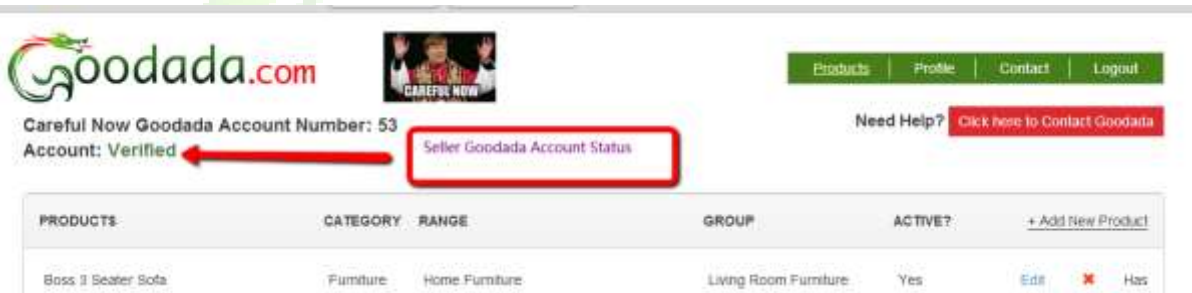 Goodada.com
CAREFUL NOW
Products | Profile | Contact | Logout
Careful Now Goodada Account Number: 53
Need Help? Click here to Contact Goodada
Account: Verified
Seller Goodada Account Status
PRODUCTS CATEGORY RANGE GROUP ACTIVE? + Add New Product
Boss 3 Seater Sofa Furniture Home Furniture Living Room Furniture Yes Edit ✖ Has